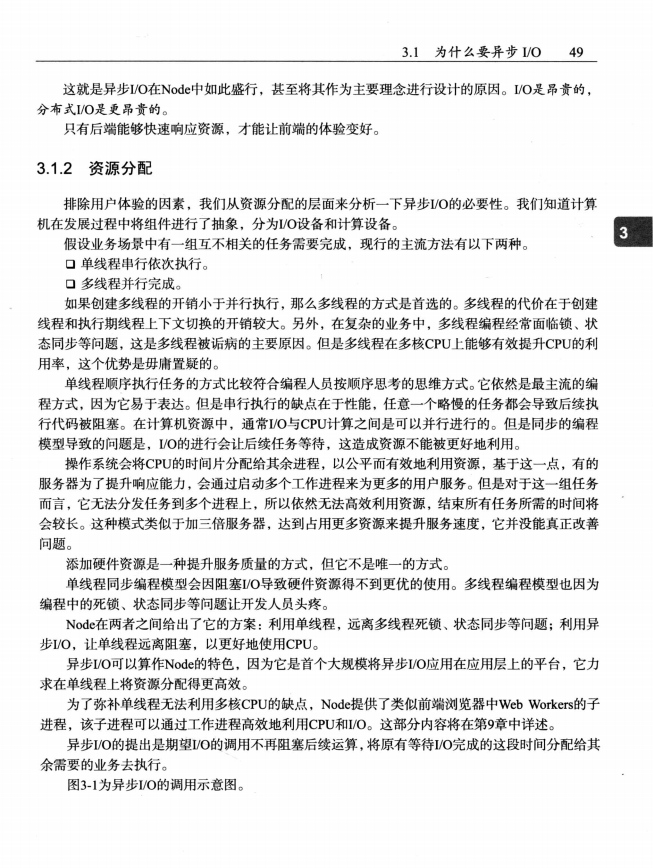 3.1 为什么要异步 I/O 49
这就是异步I/O在Node中如此盛行，甚至将其作为主要理念进行设计的原因。I/O是昂贵的，
分布式I/O是更昂贵的。
只有后端能够快速响应资源，才能让前端的体验变好。
3.1.2 资源分配
排除用户体验的因素，我们从资源分配的层面来分析一下异步I/O的必要性。我们知道计算
机在发展过程中将组件进行了抽象，分为I/O设备和计算设备。
3
假设业务场景中有一组互不相关的任务需要完成，现行的主流方法有以下两种。
❑ 单线程串行依次执行。
❑ 多线程并行完成。
如果创建多线程的开销小于并行执行，那么多线程的方式是首选的。多线程的代价在于创建
线程和执行期线程上下文切换的开销较大。另外，在复杂的业务中，多线程编程经常面临锁、状
态同步等问题，这是多线程被诟病的主要原因。但是多线程在多核CPU上能够有效提升CPU的利
用率，这个优势是毋庸置疑的。
单线程顺序执行任务的方式比较符合编程人员按顺序思考的思维方式。它依然是最主流的编
程方式，因为它易于表达。但是串行执行的缺点在于性能，任意一个略慢的任务都会导致后续执
行代码被阻塞。在计算机资源中，通常I/O与CPU计算之间是可以并行进行的。但是同步的编程
模型导致的问题是，I/O的进行会让后续任务等待，这造成资源不能被更好地利用。
操作系统会将CPU的时间片分配给其余进程，以公平而有效地利用资源，基于这一点，有的
服务器为了提升响应能力，会通过启动多个工作进程来为更多的用户服务。但是对于这一组任务
而言，它无法分发任务到多个进程上，所以依然无法高效利用资源，结束所有任务所需的时间将
会较长。这种模式类似于加三倍服务器，达到占用更多资源来提升服务速度，它并没能真正改善
问题。
添加硬件资源是一种提升服务质量的方式，但它不是唯一的方式。
单线程同步编程模型会因阻塞I/O导致硬件资源得不到更优的使用。多线程编程模型也因为
编程中的死锁、状态同步等问题让开发人员头疼。
Node在两者之间给出了它的方案：利用单线程，远离多线程死锁、状态同步等问题；利用异
步I/O，让单线程远离阻塞，以更好地使用CPU。
异步I/O可以算作Node的特色，因为它是首个大规模将异步I/O应用在应用层上的平台，它力
求在单线程上将资源分配得更高效。
为了弥补单线程无法利用多核CPU的缺点，Node提供了类似前端浏览器中Web Workers的子
进程，该子进程可以通过工作进程高效地利用CPU和I/O。这部分内容将在第9章中详述。
异步I/O的提出是期望I/O的调用不再阻塞后续运算，将原有等待I/O完成的这段时间分配给其
余需要的业务去执行。
图3-1为异步I/O的调用示意图。